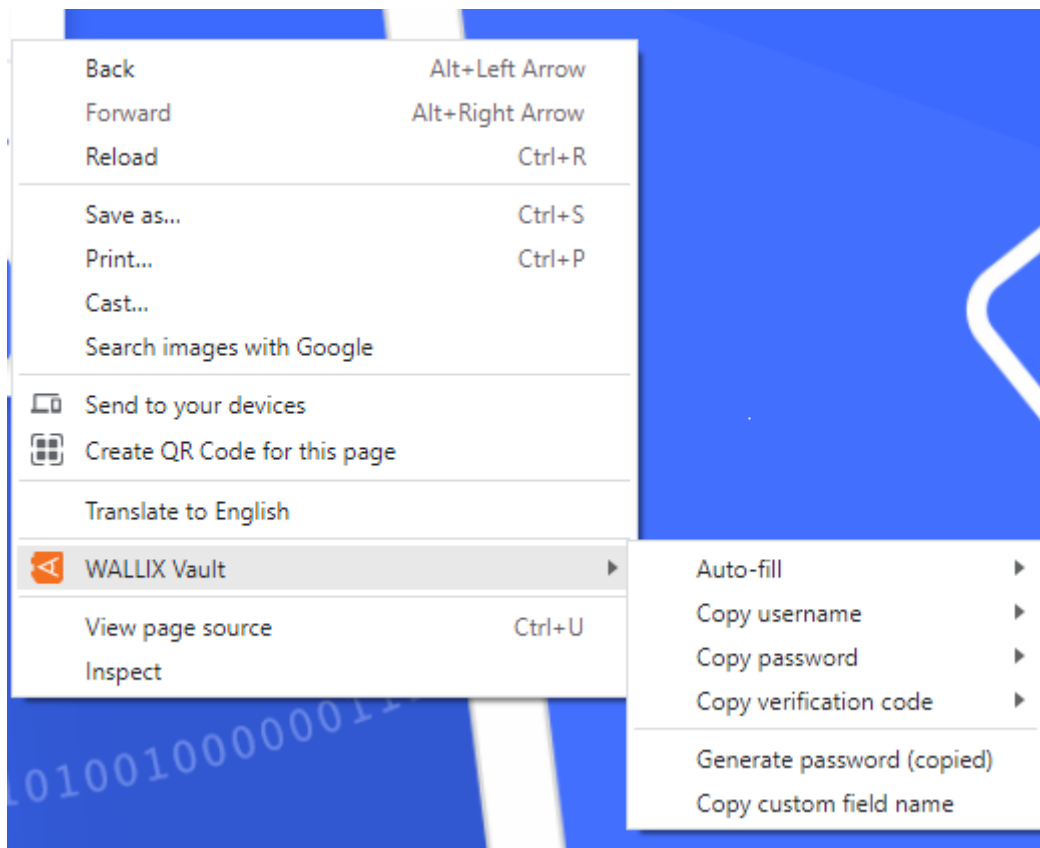 Back Alt+Left Arrow
Forward Alt+Right Arrow
Reload Ctrl+R
Save as... Ctrl+S
Print... Ctrl+P
Cast...
Search images with Google
Send to your devices
Create QR Code for this page
Translate to English
WALLIX Vault
View page source Ctrl+U
Inspect
Auto-fill
Copy username
Copy password
Copy verification code
Generate password (copied)
Copy custom field name